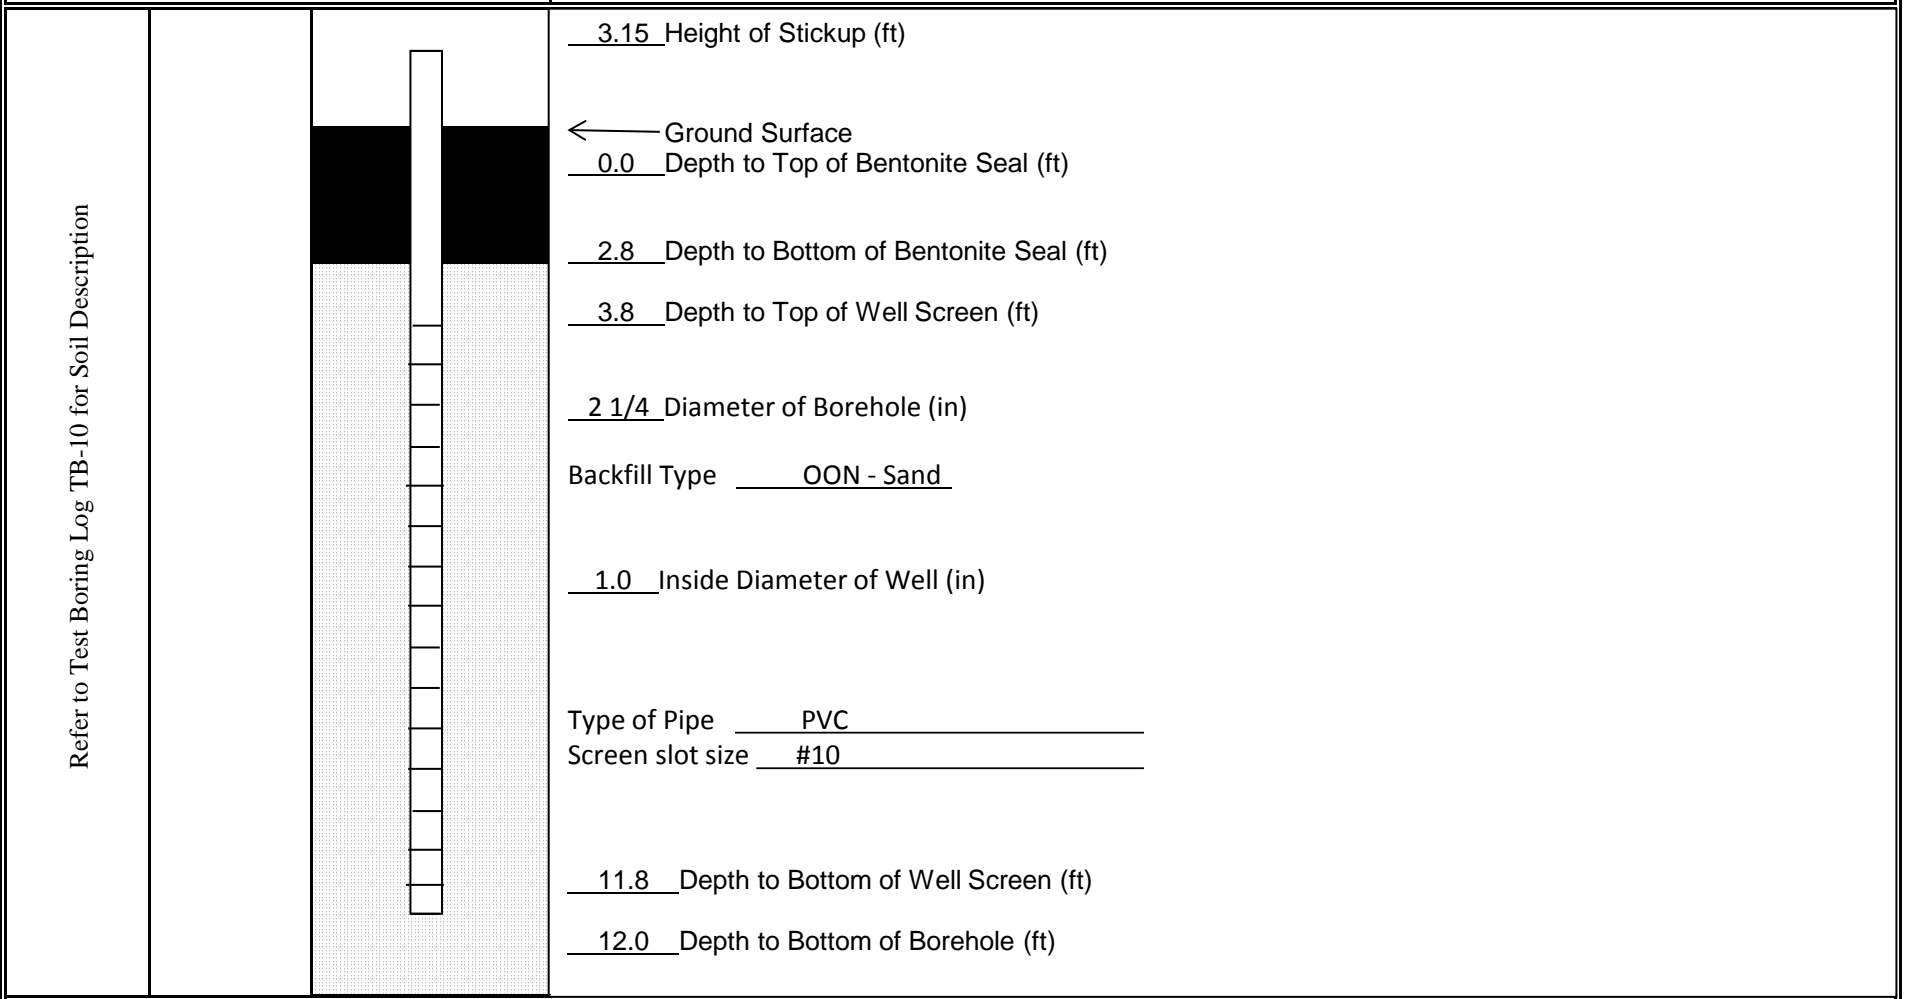 Refer to Test Boring Log TB-10 for Soil Description
3.15 Height of Stickup (ft)
Ground Surface
0.0 Depth to Top of Bentonite Seal (ft)
2.8 Depth to Bottom of Bentonite Seal (ft)
3.8 Depth to Top of Well Screen (ft)
2 1/4 Diameter of Borehole (in)
Backfill Type OON - Sand
1.0 Inside Diameter of Well (in)
Type of Pipe PVC
Screen slot size #10
11.8 Depth to Bottom of Well Screen (ft)
12.0 Depth to Bottom of Borehole (ft)